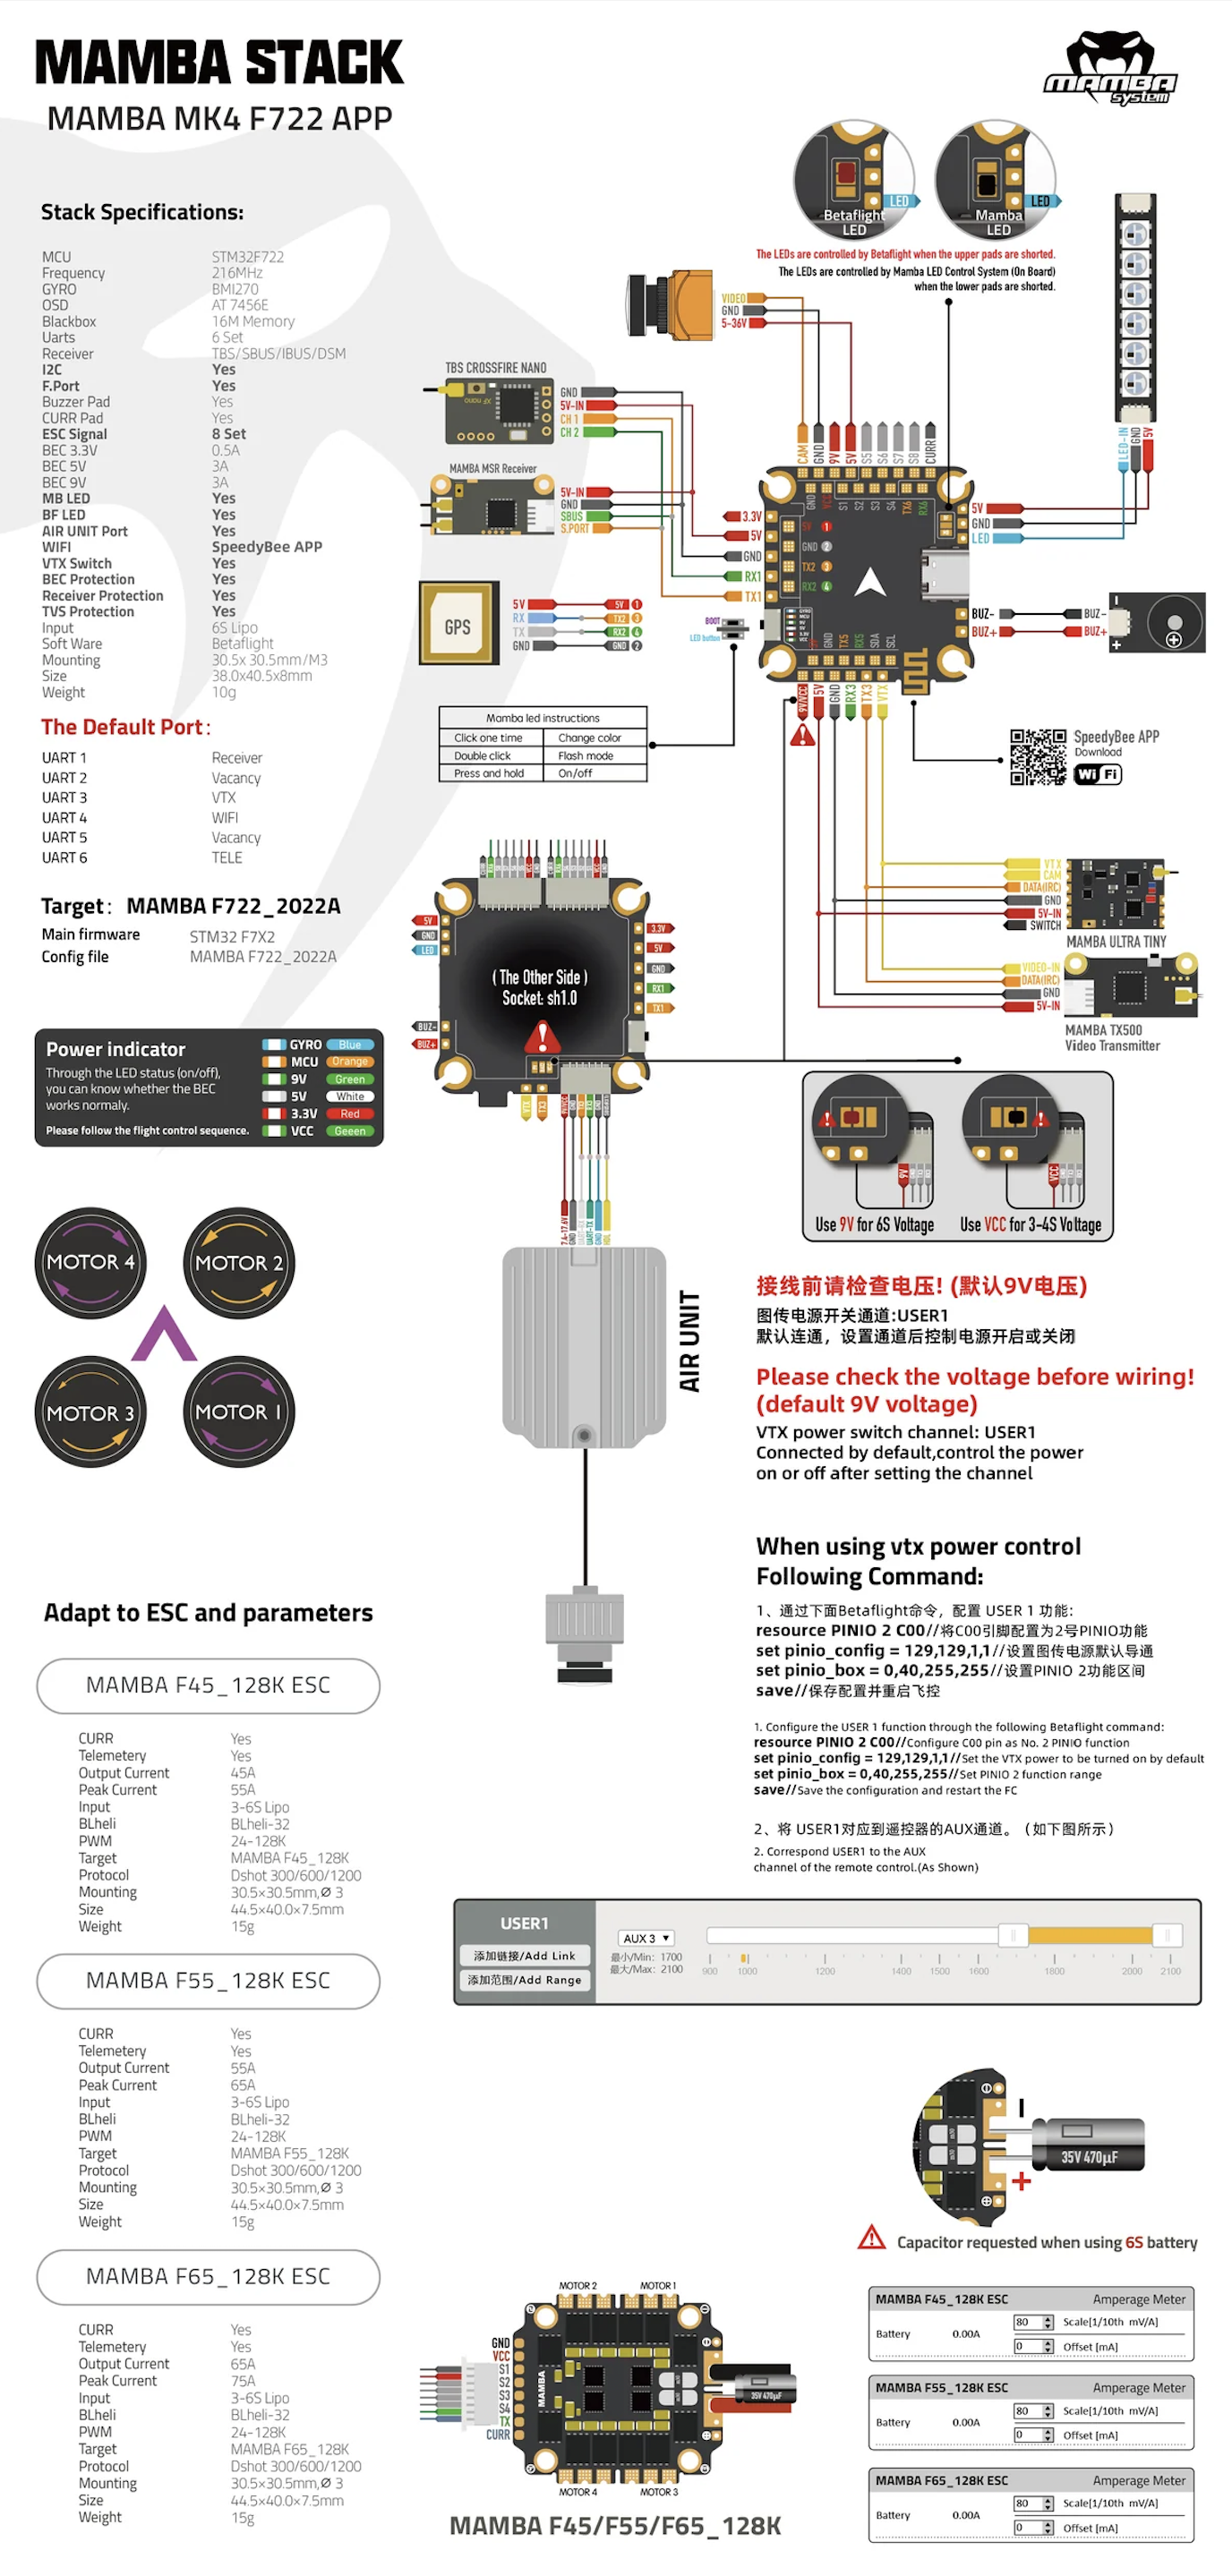 MAMBA STACK
MAMBA MK4 F722 APP
MAMBA
system
Stack Specifications:
MCU STM32F722
Frequency 216MHz
GYRO BMI270
OSD AT 7456E
Blackbox 16M Memory
Uarts 6 Set
Receiver TBS/SBUS/IBUS/DSM
I2C Yes
F.Port Yes
Buzzer Pad Yes
CURR Pad Yes
ESC Signal 8 Set
BEC 3.3V 0.5A
BEC 5V 3A
BEC 9V 3A
MB LED Yes
BF LED Yes
AIR UNIT Port Yes
WIFI SpeedyBee APP
VTX Switch Yes
BEC Protection Yes
Receiver Protection Yes
TVS Protection Yes
Input 6S Lipo
Soft Ware Betaflight
Mounting 30.5x 30.5mm/M3
Size 38.0x40.5x8mm
Weight 10g
The Default Port:
UART 1 Receiver
UART 2 Vacancy
UART 3 VTX
UART 4 WIFI
UART 5 Vacancy
UART 6 TELE
Target: MAMBA F722_2022A
Main firmware STM32 F7X2
Config file MAMBA F722_2022A
Power indicator
Through the LED status (on/off),
you can know whether the BEC
works normaly.
Please follow the flight control sequence.
GYRO Blue
MCU Orange
9V Green
5V White
3.3V Red
VCC Geeen
MOTOR 4
MOTOR 2
MOTOR 3
MOTOR 1
LED
Betaflight
LED
LED
Mamba
LED
The LEDs are controlled by Betaflight when the upper pads are shorted.
The LEDs are controlled by Mamba LED Control System (On Board)
when the lower pads are shorted.
VIDEO
GND
5-36V
TBS CROSSFIRE NANO
GND
5V-IN
CH 1
CH 2
MAMBA MSR Receiver
5V-IN
GND
SBUS
S.PORT
GPS
5V 5V 1
RX TX2 3
TX RX2 4
GND GND 2
CAM GND 9V 5V S5 S6 S7 S8 CURR
GND VCC S1 S2 S3 S4 TX6 RX6
3.3V
5V
GND
RX1
TX1
5V 1
GND 2
TX2 3
RX2 4
GND TX5 RX5 SDA SCL
9V/VCC 5V GND RX3 TX3 VTX
BOOT
LED button
5V
GND
LED
LED-IN GND 5V
BUZ- BUZ-
BUZ+ BUZ+
Mamba led instructions
Click one time Change color
Double click Flash mode
Press and hold On/off
SpeedyBee APP
Download
WiFi
VTX
CAM
DATA(IRC)
GND
5V-IN
SWITCH
MAMBA ULTRA TINY
VIDEO-IN
DATA(IRC)
GND
5V-IN
MAMBA TX500
Video Transmitter
( The Other Side )
Socket: sh1.0
5V
GND
LED
BUZ-
BUZ+
3.3V
5V
GND
RX1
TX1
VTX TX3
AIR UNIT
9V
VCC
Use 9V for 6S Voltage
Use VCC for 3-4S Voltage
接线前请检查电压! (默认9V电压)
图传电源开关通道:USER1
默认连通，设置通道后控制电源开启或关闭
Please check the voltage before wiring!
(default 9V voltage)
VTX power switch channel: USER1
Connected by default,control the power
on or off after setting the channel
When using vtx power control
Following Command:
1、通过下面Betaflight命令，配置 USER 1 功能：
resource PINIO 2 C00//将C00引脚配置为2号PINIO功能
set pinio_config = 129,129,1,1//设置图传电源默认导通
set pinio_box = 0,40,255,255//设置PINIO 2功能区间
save//保存配置并重启飞控
1. Configure the USER 1 function through the following Betaflight command:
resource PINIO 2 C00//Configure C00 pin as No. 2 PINIO function
set pinio_config = 129,129,1,1//Set the VTX power to be turned on by default
set pinio_box = 0,40,255,255//Set PINIO 2 function range
save//Save the configuration and restart the FC
2、将 USER1对应到遥控器的AUX通道。（如下图所示）
2. Correspond USER1 to the AUX
channel of the remote control.(As Shown)
USER1
添加链接/Add Link
添加范围/Add Range
AUX 3
最小/Min: 1700
最大/Max: 2100
900 1000 1200 1400 1500 1600 1800 2000 2100
Adapt to ESC and parameters
MAMBA F45_128K ESC
CURR Yes
Telemetery Yes
Output Current 45A
Peak Current 55A
Input 3-6S Lipo
BLheli BLheli-32
PWM 24-128K
Target MAMBA F45_128K
Protocol Dshot 300/600/1200
Mounting 30.5×30.5mm,Ø 3
Size 44.5×40.0×7.5mm
Weight 15g
MAMBA F55_128K ESC
CURR Yes
Telemetery Yes
Output Current 55A
Peak Current 65A
Input 3-6S Lipo
BLheli BLheli-32
PWM 24-128K
Target MAMBA F55_128K
Protocol Dshot 300/600/1200
Mounting 30.5×30.5mm,Ø 3
Size 44.5×40.0×7.5mm
Weight 15g
MAMBA F65_128K ESC
CURR Yes
Telemetery Yes
Output Current 65A
Peak Current 75A
Input 3-6S Lipo
BLheli BLheli-32
PWM 24-128K
Target MAMBA F65_128K
Protocol Dshot 300/600/1200
Mounting 30.5×30.5mm,Ø 3
Size 44.5×40.0×7.5mm
Weight 15g
35V 470µF
Capacitor requested when using 6S battery
MOTOR 2 MOTOR 1
GND
VCC
S1
S2
S3
S4
TX
CURR
MAMBA
35V 470µF
MOTOR 4 MOTOR 3
MAMBA F45/F55/F65_128K
MAMBA F45_128K ESC Amperage Meter
Battery 0.00A
80 Scale[1/10th mV/A]
0 Offset [mA]
MAMBA F55_128K ESC Amperage Meter
Battery 0.00A
80 Scale[1/10th mV/A]
0 Offset [mA]
MAMBA F65_128K ESC Amperage Meter
Battery 0.00A
80 Scale[1/10th mV/A]
0 Offset [mA]